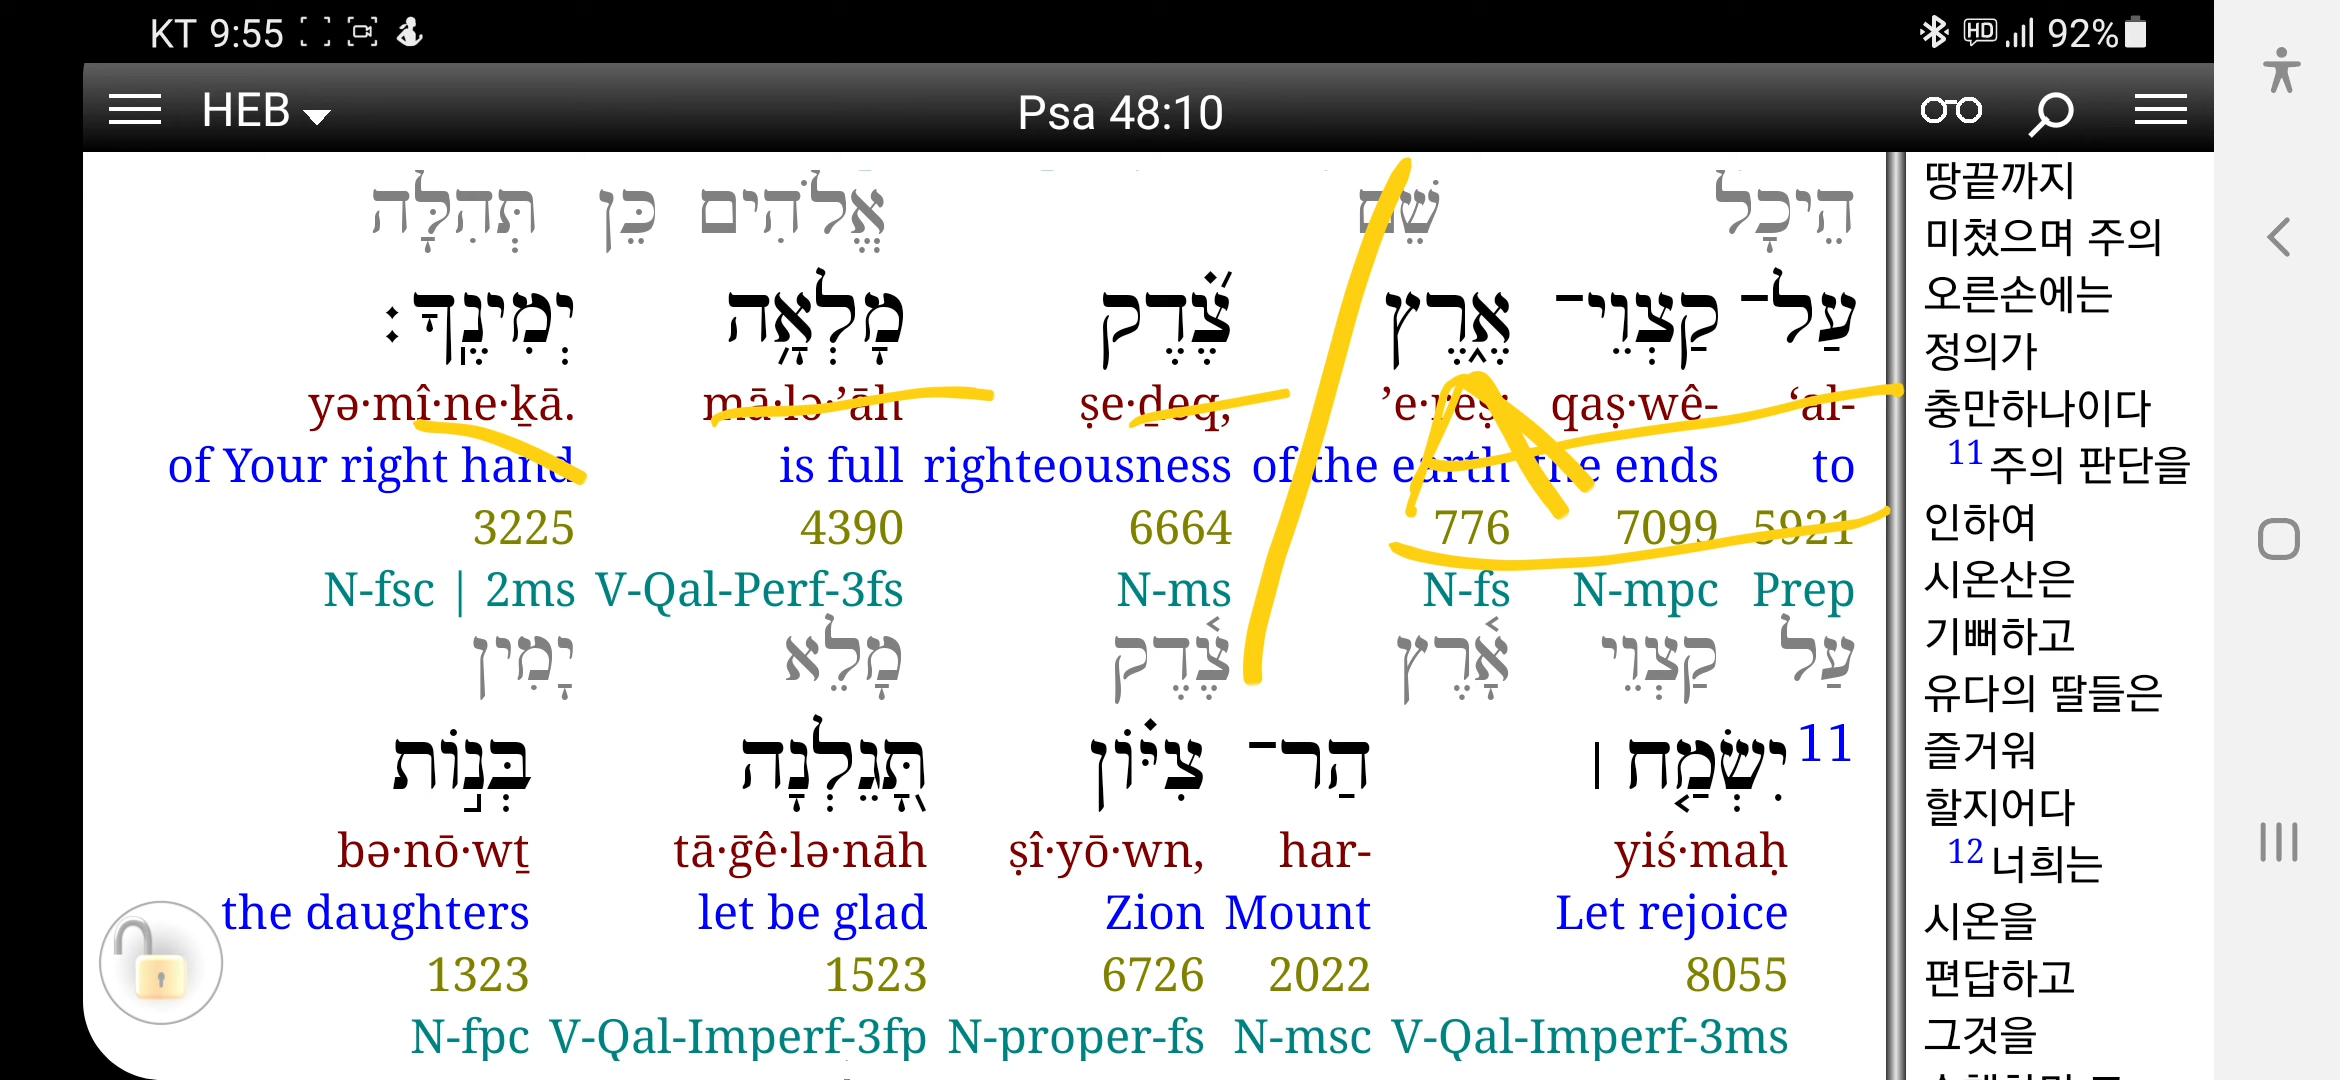 KT 9:55 HD 92%
HEB Psa 48:10
הֵיכָל שֵׁם אֱלֹהִים כֵּן תְּהִלָּה
עַל־ קַצְוֵי־ אֶ֭רֶץ צֶ֝֗דֶק מָלְאָ֥ה יְמִינֶֽךָ׃
yə·mî·ne·ḵā. mā·lə·’āh ṣe·ḏeq, ’e·reṣ; qaṣ·wê- ‘al-
of Your right hand is full righteousness of the earth the ends to
3225 4390 6664 776 7099 5921
N-fsc | 2ms V-Qal-Perf-3fs N-ms N-fs N-mpc Prep
עַל קַצְוֵי אָ֫רֶץ צֶ֫דֶק מָלֵא יָמִין
11 יִשְׂמַ֤ח ׀ הַר־ צִיּ֗וֹן תָּ֭גֵלְנָה בְּנ֣וֹת
bə·nō·wṯ tā·ḡê·lə·nāh ṣî·yō·wn, har- yiś·maḥ
the daughters let be glad Zion Mount Let rejoice
1323 1523 6726 2022 8055
N-fpc V-Qal-Imperf-3fp N-proper-fs N-msc V-Qal-Imperf-3ms
땅끝까지
미쳤으며 주의
오른손에는
정의가
충만하나이다
11 주의 판단을
인하여
시온산은
기뻐하고
유다의 딸들은
즐거워
할지어다
12 너희는
시온을
편답하고
그것을